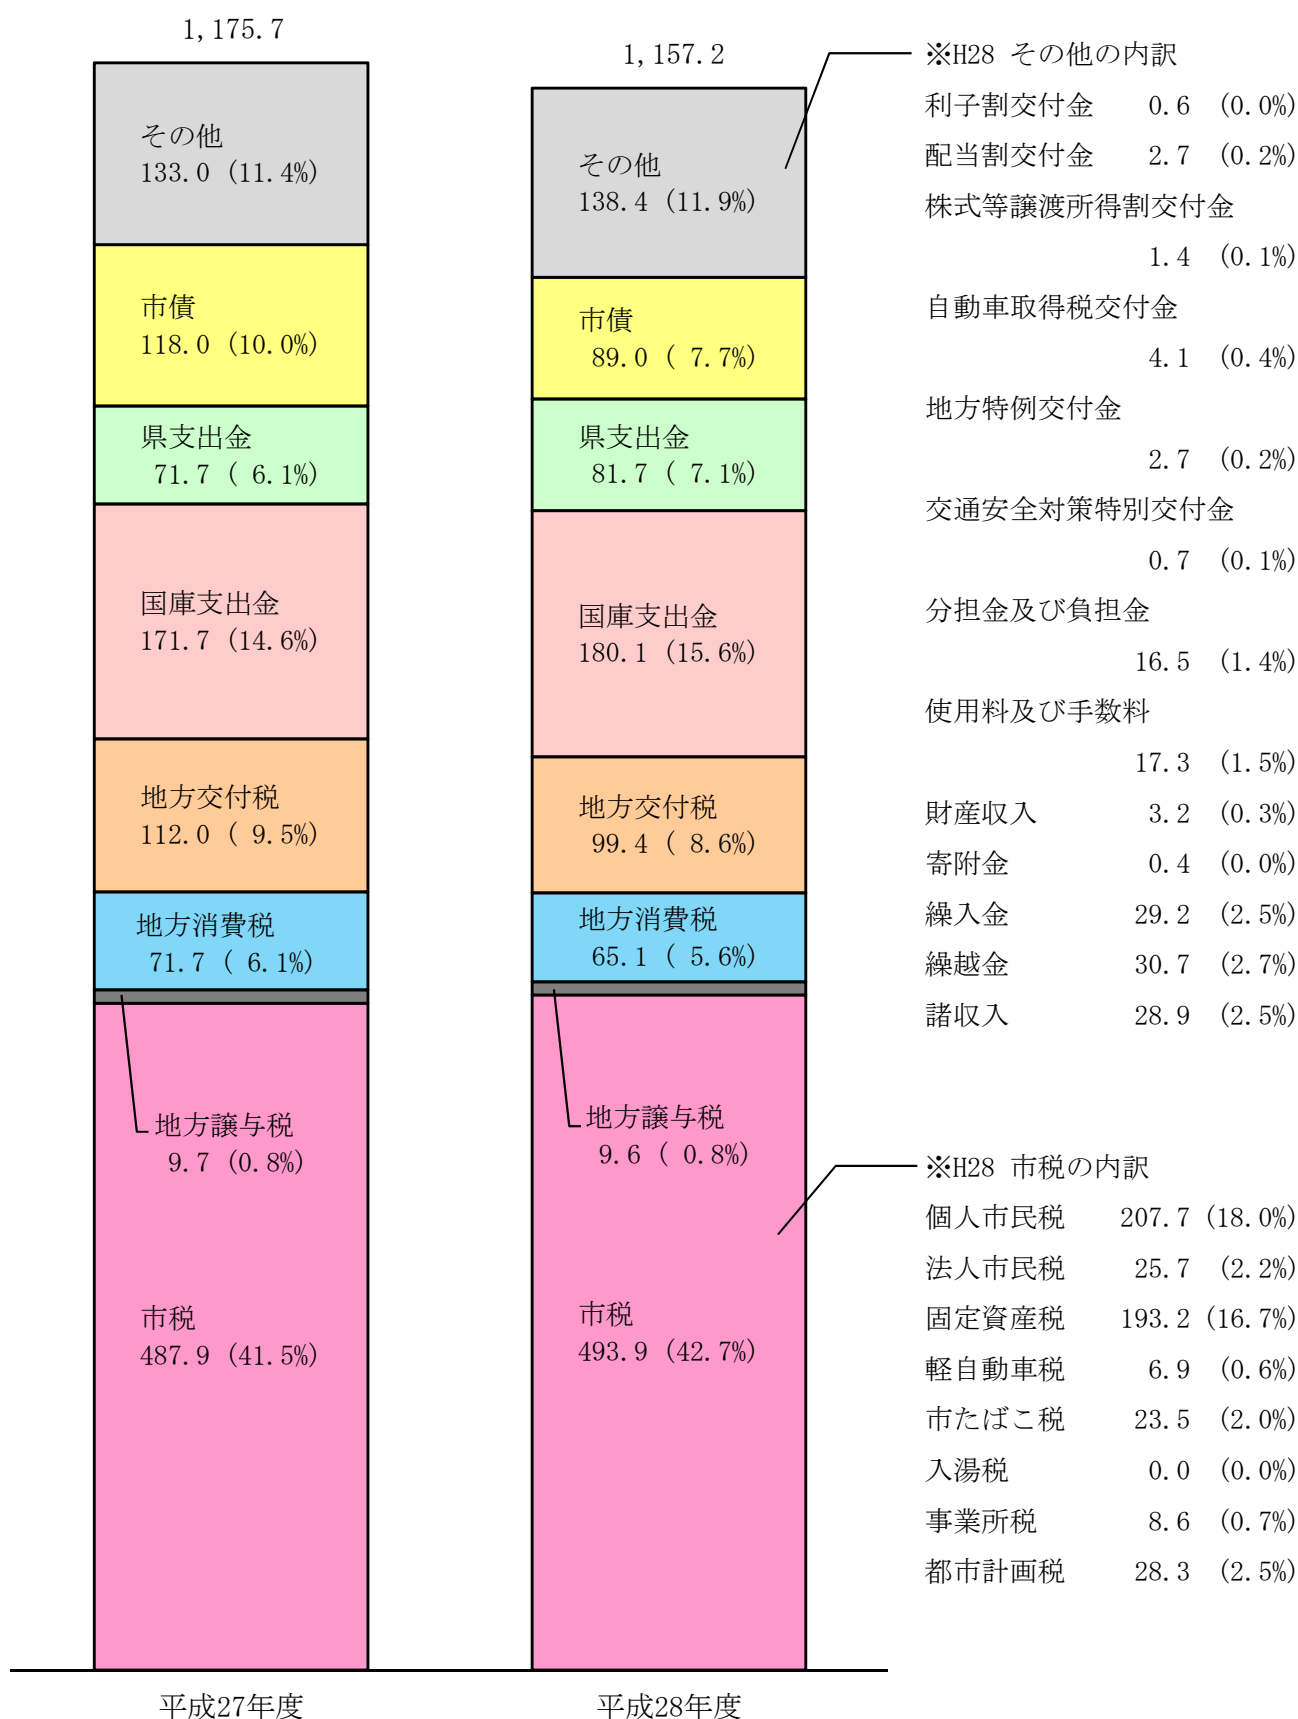 1,175.7
その他
133.0 (11.4%)
市債
118.0 (10.0%)
県支出金
71.7 ( 6.1%)
国庫支出金
171.7 (14.6%)
地方交付税
112.0 ( 9.5%)
地方消費税
71.7 ( 6.1%)
地方譲与税
9.7 (0.8%)
市税
487.9 (41.5%)
平成27年度
1,157.2
その他
138.4 (11.9%)
市債
89.0 ( 7.7%)
県支出金
81.7 ( 7.1%)
国庫支出金
180.1 (15.6%)
地方交付税
99.4 ( 8.6%)
地方消費税
65.1 ( 5.6%)
地方譲与税
9.6 ( 0.8%)
市税
493.9 (42.7%)
平成28年度
※H28 その他の内訳
利子割交付金 0.6 (0.0%)
配当割交付金 2.7 (0.2%)
株式等譲渡所得割交付金
1.4 (0.1%)
自動車取得税交付金
4.1 (0.4%)
地方特例交付金
2.7 (0.2%)
交通安全対策特別交付金
0.7 (0.1%)
分担金及び負担金
16.5 (1.4%)
使用料及び手数料
17.3 (1.5%)
財産収入 3.2 (0.3%)
寄附金 0.4 (0.0%)
繰入金 29.2 (2.5%)
繰越金 30.7 (2.7%)
諸収入 28.9 (2.5%)
※H28 市税の内訳
個人市民税 207.7 (18.0%)
法人市民税 25.7 (2.2%)
固定資産税 193.2 (16.7%)
軽自動車税 6.9 (0.6%)
市たばこ税 23.5 (2.0%)
入湯税 0.0 (0.0%)
事業所税 8.6 (0.7%)
都市計画税 28.3 (2.5%)